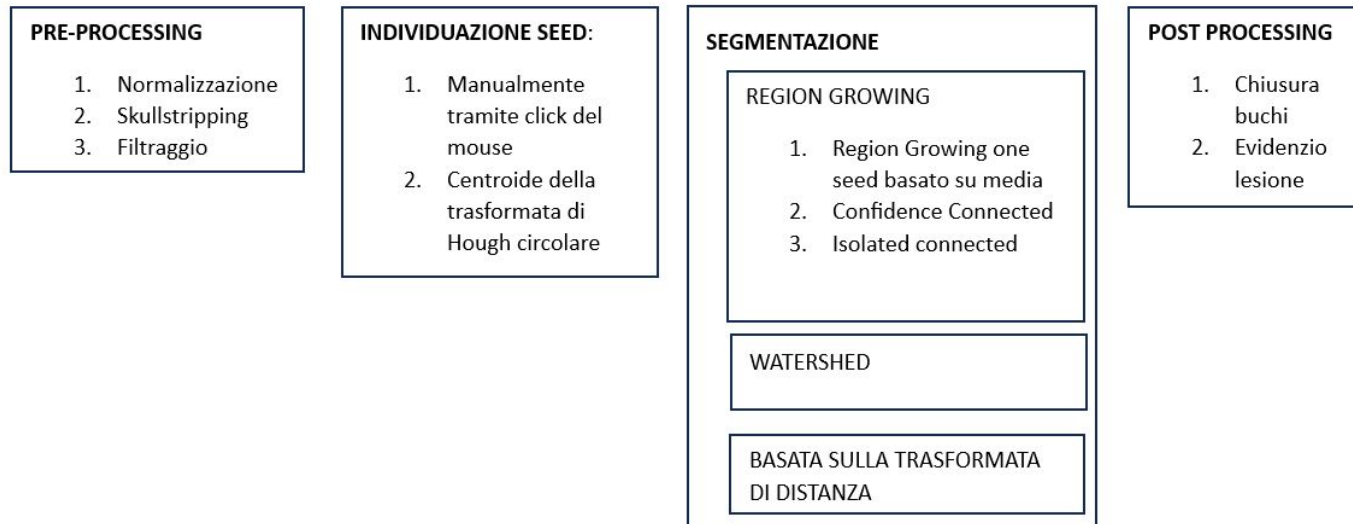 PRE-PROCESSING
1. Normalizzazione
2. Skullstripping
3. Filtraggio
INDIVIDUAZIONE SEED:
1. Manualmente
tramite click del
mouse
2. Centroide della
trasformata di
Hough circolare
SEGMENTAZIONE
REGION GROWING
1. Region Growing one
seed basato su media
2. Confidence Connected
3. Isolated connected
WATERSHED
BASATA SULLA TRASFORMATA
DI DISTANZA
POST PROCESSING
1. Chiusura
buchi
2. Evidenzio
lesione